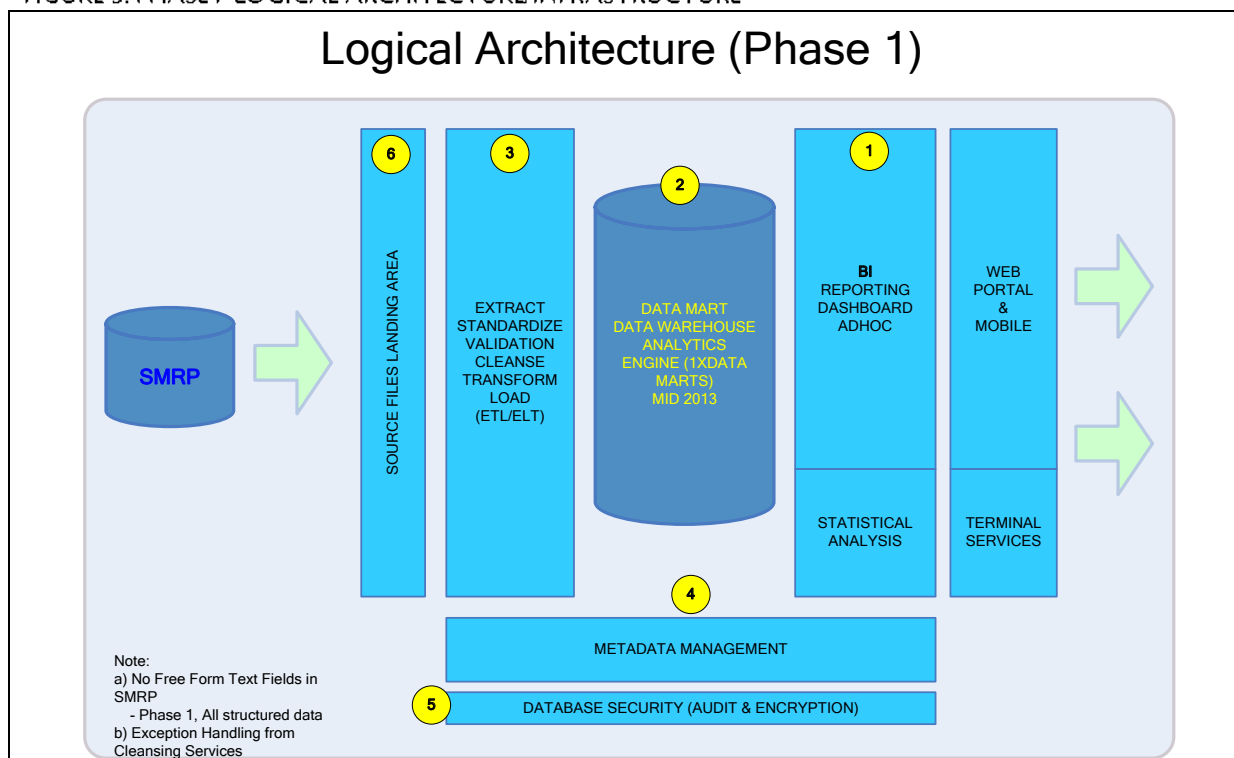 Logical Architecture (Phase 1)
SMRP
6
SOURCE FILES LANDING AREA
3
EXTRACT
STANDARDIZE
VALIDATION
CLEANSE
TRANSFORM
LOAD
(ETL/ELT)
2
DATA MART
DATA WAREHOUSE
ANALYTICS
ENGINE (1XDATA
MARTS)
MID 2013
1
BI
REPORTING
DASHBOARD
ADHOC
STATISTICAL
ANALYSIS
WEB
PORTAL
&
MOBILE
TERMINAL
SERVICES
4
METADATA MANAGEMENT
5
DATABASE SECURITY (AUDIT & ENCRYPTION)
Note:
a) No Free Form Text Fields in
SMRP
- Phase 1, All structured data
b) Exception Handling from
Cleansing Services